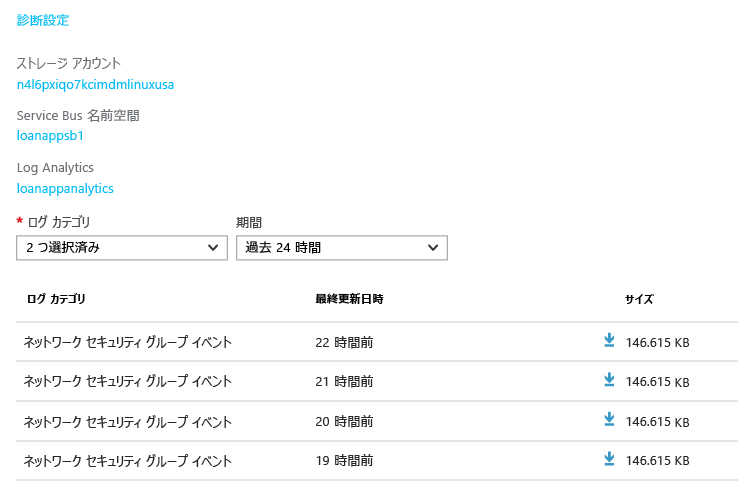 診断設定
ストレージ アカウント
n4l6pxiqo7kcimdmlinuxusa
Service Bus 名前空間
loanappsb1
Log Analytics
loanappanalytics
* ログ カテゴリ 期間
2 つ選択済み 過去 24 時間
ログ カテゴリ 最終更新日時 サイズ
ネットワーク セキュリティ グループ イベント 22 時間前 146.615 KB
ネットワーク セキュリティ グループ イベント 21 時間前 146.615 KB
ネットワーク セキュリティ グループ イベント 20 時間前 146.615 KB
ネットワーク セキュリティ グループ イベント 19 時間前 146.615 KB